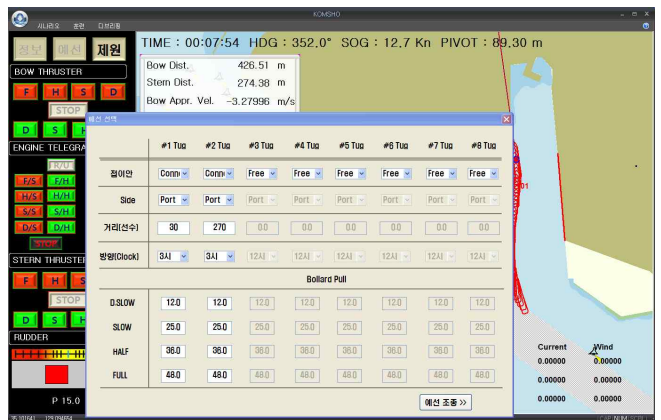 KOMSHO
시나리오 훈련 디브리핑
정보 예선 제원
TIME : 00:07:54 HDG : 352.0° SOG : 12.7 Kn PIVOT : 89.30 m
Bow Dist. 426.51 m
Stern Dist. 274.38 m
Bow Appr. Vel. -3.27996 m/s
BOW THRUSTER
F H S D
STOP
D S
예선 선택
ENGINE TELEGRA
R/U
F/S F/H
H/S H/H
S/S S/H
D/S D/H
STOP
STERN THRUSTER
F H S
STOP
D S
RUDDER
P 15.0
#1 Tug #2 Tug #3 Tug #4 Tug #5 Tug #6 Tug #7 Tug #8 Tug
접이안 Conn Conn Free Free Free Free Free Free
Side Port Port Port Port Port Port Port Port
거리(선수) 30 270 0.0 0.0 0.0 0.0 0.0 0.0
방향(Clock) 3시 3시 12시 12시 12시 12시 12시 12시
Bollard Pull
D.SLOW 12.0 12.0 12.0 12.0 12.0 12.0 12.0 12.0
SLOW 25.0 25.0 25.0 25.0 25.0 25.0 25.0 25.0
HALF 36.0 36.0 36.0 36.0 36.0 36.0 36.0 36.0
FULL 48.0 48.0 48.0 48.0 48.0 48.0 48.0 48.0
예선 조종 >>
01
Current Wind
0.00000 0.00000
0.00000 0.00000
0.00000 0.00000
CAP NUM SCRL